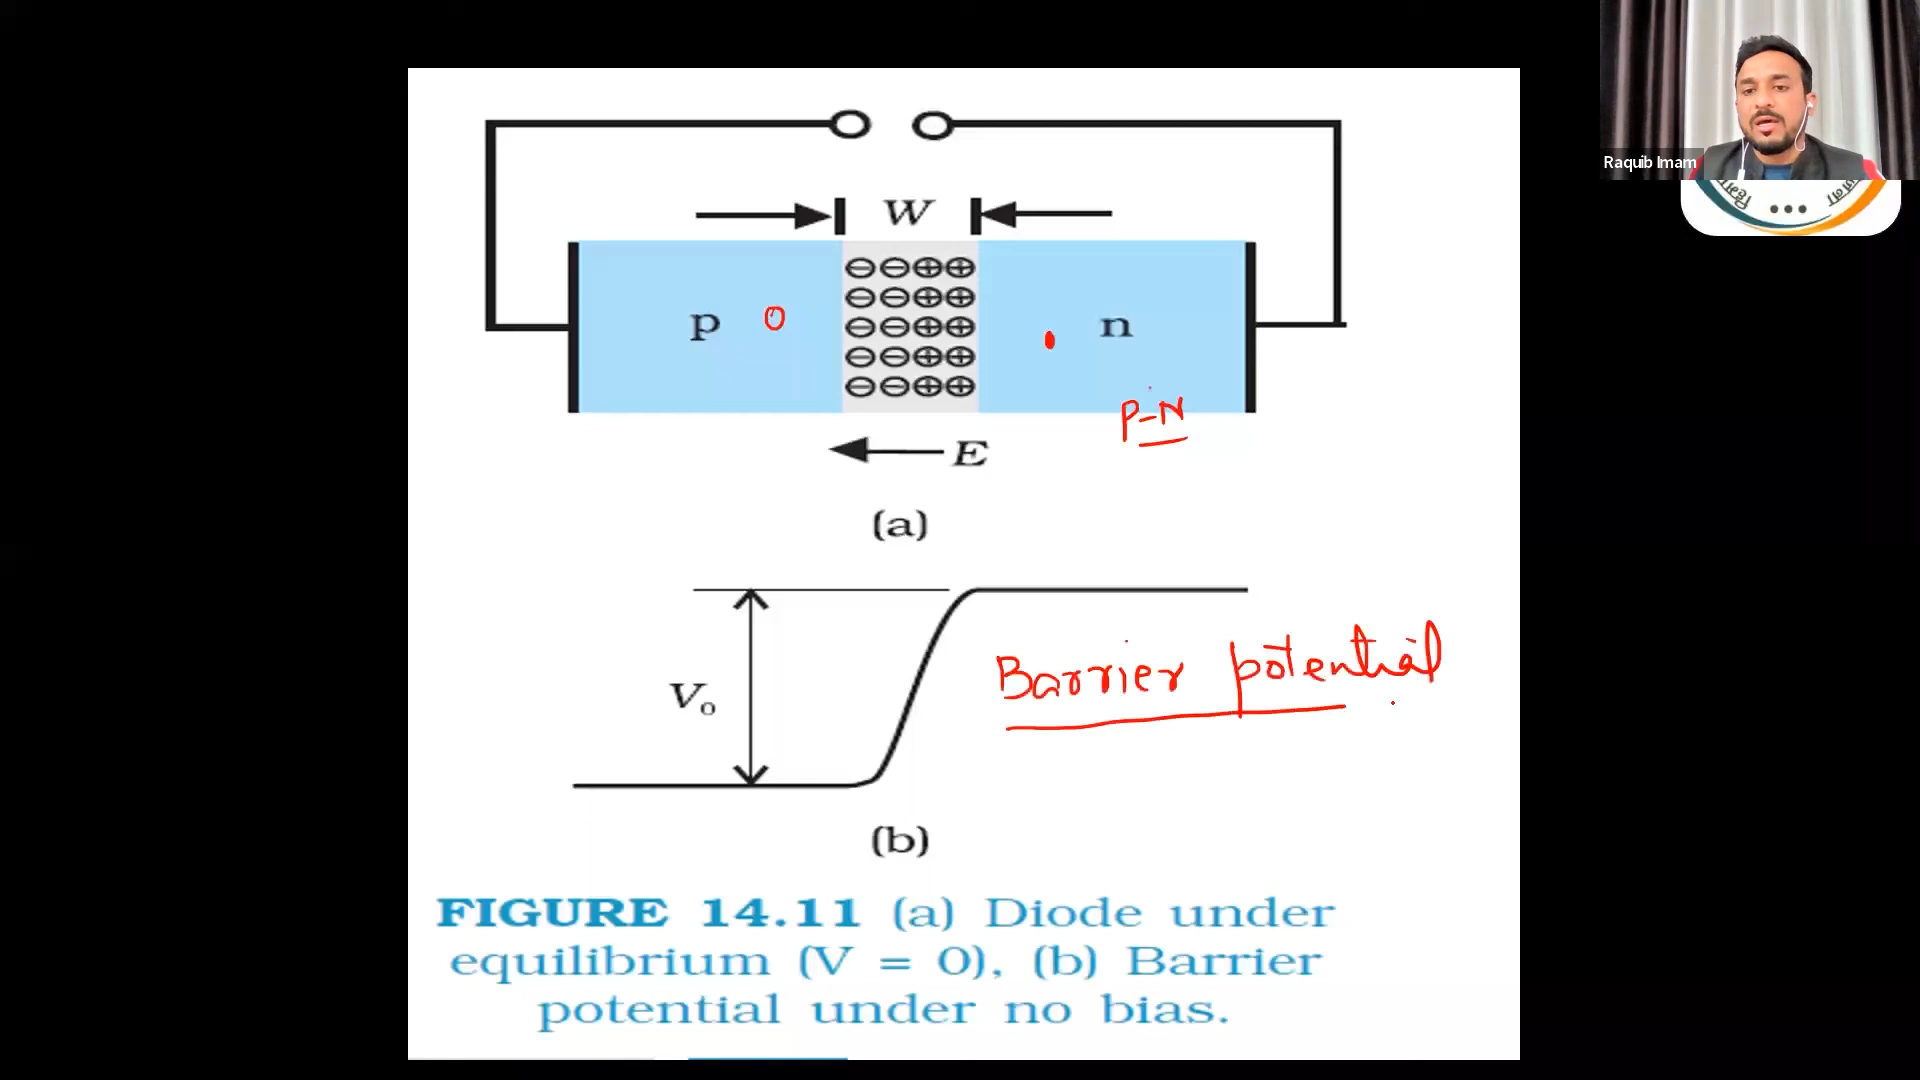 Raquib Imam
W
p O n
P-N
E
(a)
V₀
Barrier potential
(b)
FIGURE 14.11 (a) Diode under
equilibrium (V = 0), (b) Barrier
potential under no bias.